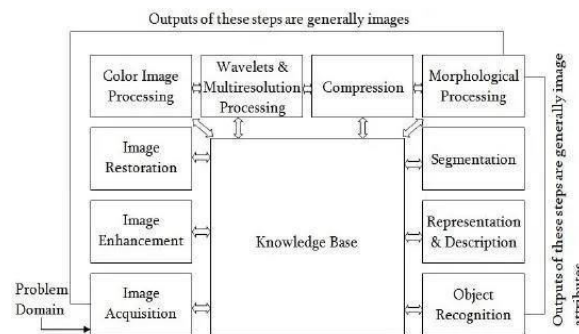 Outputs of these steps are generally images
Color Image
Processing
Wavelets &
Multiresolution
Processing
Compression
Morphological
Processing
Image
Restoration
Segmentation
Image
Enhancement
Knowledge Base
Representation
& Description
Problem
Domain
Image
Acquisition
Object
Recognition
Outputs of these steps are generally image
attributes